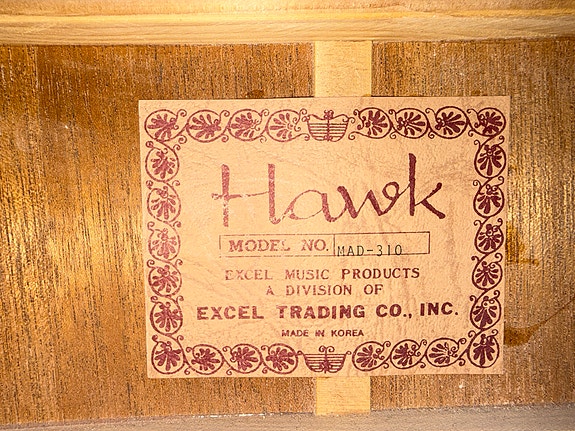 Hawk
MODEL NO. MAD-310
EXCEL MUSIC PRODUCTS
A DIVISION OF
EXCEL TRADING CO., INC.
MADE IN KOREA